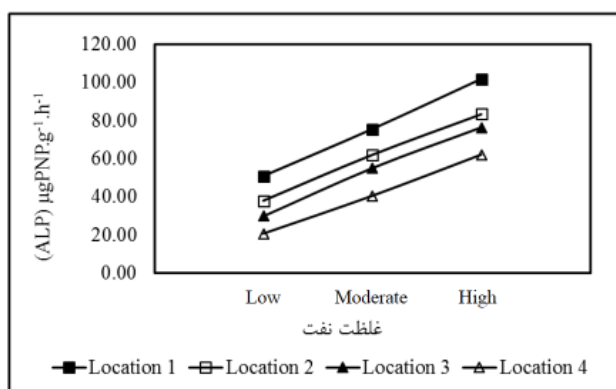 120.00
100.00
80.00
60.00
40.00
20.00
0.00
(ALP) µgPNP.g⁻¹.h⁻¹
Low Moderate High
غلظت نفت
Location 1 Location 2 Location 3 Location 4